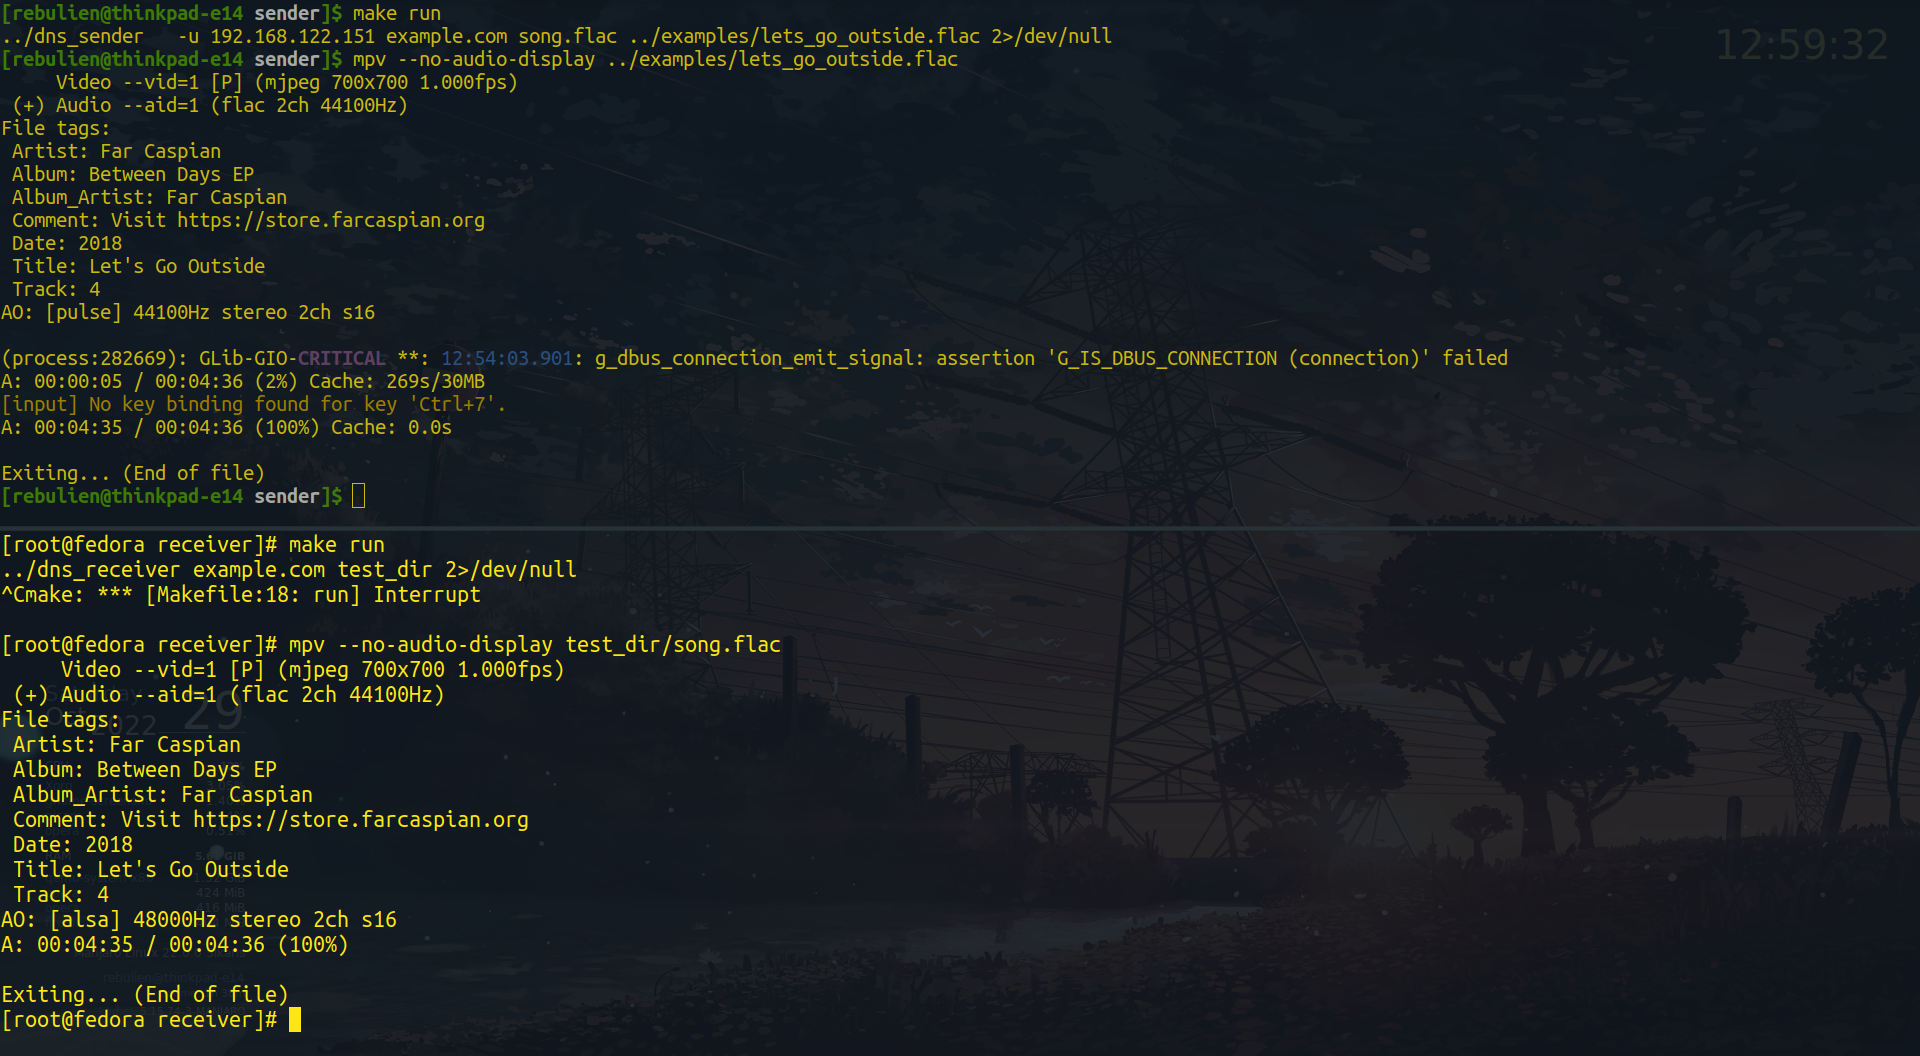 [rebulien@thinkpad-e14 sender]$ make run
../dns_sender   -u 192.168.122.151 example.com song.flac ../examples/lets_go_outside.flac 2>/dev/null
12:59:32
[rebulien@thinkpad-e14 sender]$ mpv --no-audio-display ../examples/lets_go_outside.flac
     Video --vid=1 [P] (mjpeg 700x700 1.000fps)
 (+) Audio --aid=1 (flac 2ch 44100Hz)
File tags:
 Artist: Far Caspian
 Album: Between Days EP
 Album_Artist: Far Caspian
 Comment: Visit https://store.farcaspian.org
 Date: 2018
 Title: Let's Go Outside
 Track: 4
AO: [pulse] 44100Hz stereo 2ch s16
(process:282669): GLib-GIO-CRITICAL **: 12:54:03.901: g_dbus_connection_emit_signal: assertion 'G_IS_DBUS_CONNECTION (connection)' failed
A: 00:00:05 / 00:04:36 (2%) Cache: 269s/30MB
[input] No key binding found for key 'Ctrl+7'.
A: 00:04:35 / 00:04:36 (100%) Cache: 0.0s
Exiting... (End of file)
[rebulien@thinkpad-e14 sender]$
[root@fedora receiver]# make run
../dns_receiver example.com test_dir 2>/dev/null
^Cmake: *** [Makefile:18: run] Interrupt
[root@fedora receiver]# mpv --no-audio-display test_dir/song.flac
     Video --vid=1 [P] (mjpeg 700x700 1.000fps)
 (+) Audio --aid=1 (flac 2ch 44100Hz)
File tags:
Oct 2022 29
 Artist: Far Caspian
 Album: Between Days EP
 Album_Artist: Far Caspian
 Comment: Visit https://store.farcaspian.org
 Date: 2018
 Title: Let's Go Outside
424 MiB
 Track: 4
416 MiB
AO: [alsa] 48000Hz stereo 2ch s16
A: 00:04:35 / 00:04:36 (100%)
rebulien@thinkpad-e14
Exiting... (End of file)
[root@fedora receiver]#